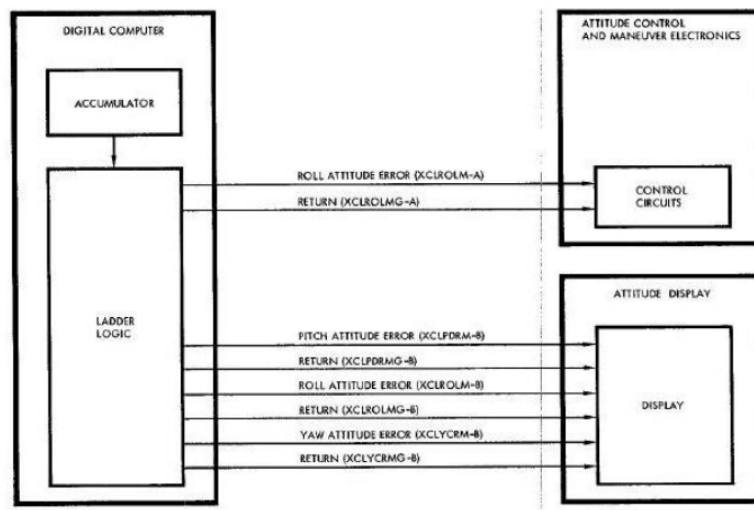 DIGITAL COMPUTER
ATTITUDE CONTROL
AND MANEUVER ELECTRONICS
ACCUMULATOR
ROLL ATTITUDE ERROR (XCLROLM-A)
RETURN (XCLROLMG-A)
CONTROL
CIRCUITS
ATTITUDE DISPLAY
LADDER
LOGIC
PITCH ATTITUDE ERROR (XCLPDRM-B)
RETURN (XCLPDRMG-B)
ROLL ATTITUDE ERROR (XCLROLM-B)
RETURN (XCLROLMG-B)
YAW ATTITUDE ERROR (XCLYCRM-B)
RETURN (XCLYCRMG-B)
DISPLAY